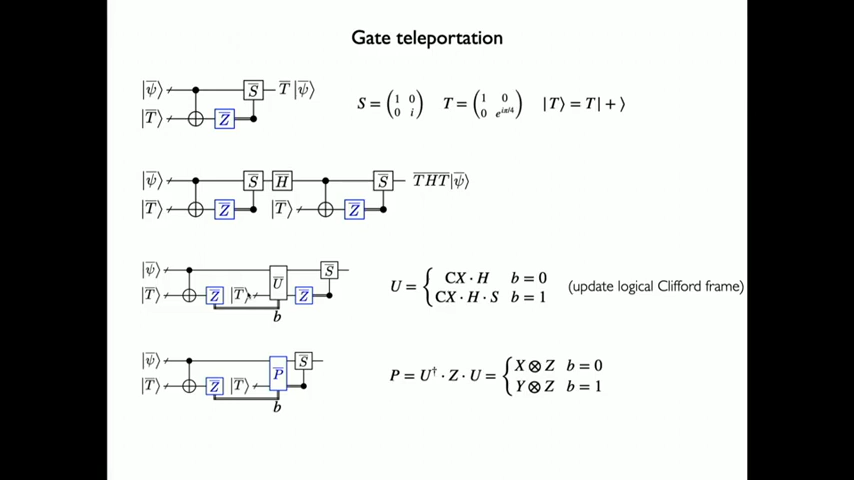 Gate teleportation
|ψ̅⟩ S̅ T̅ |ψ̅⟩
|T̅⟩ Z̅
S = (1 0 0 i) T = (1 0 0 e^{iπ/4}) |T⟩ = T| + ⟩
|ψ̅⟩ S̅ H̅ S̅ T̅H̅T̅|ψ̅⟩
|T̅⟩ Z̅ |T̅⟩ Z̅
|ψ̅⟩ U̅ S̅
|T̅⟩ Z̅ |T̅⟩ Z̅
b
U = { CX · H b = 0
CX · H · S b = 1
(update logical Clifford frame)
|ψ̅⟩ P̅ S̅
|T̅⟩ Z̅ |T̅⟩
b
P = U† · Z · U = { X ⊗ Z b = 0
Y ⊗ Z b = 1